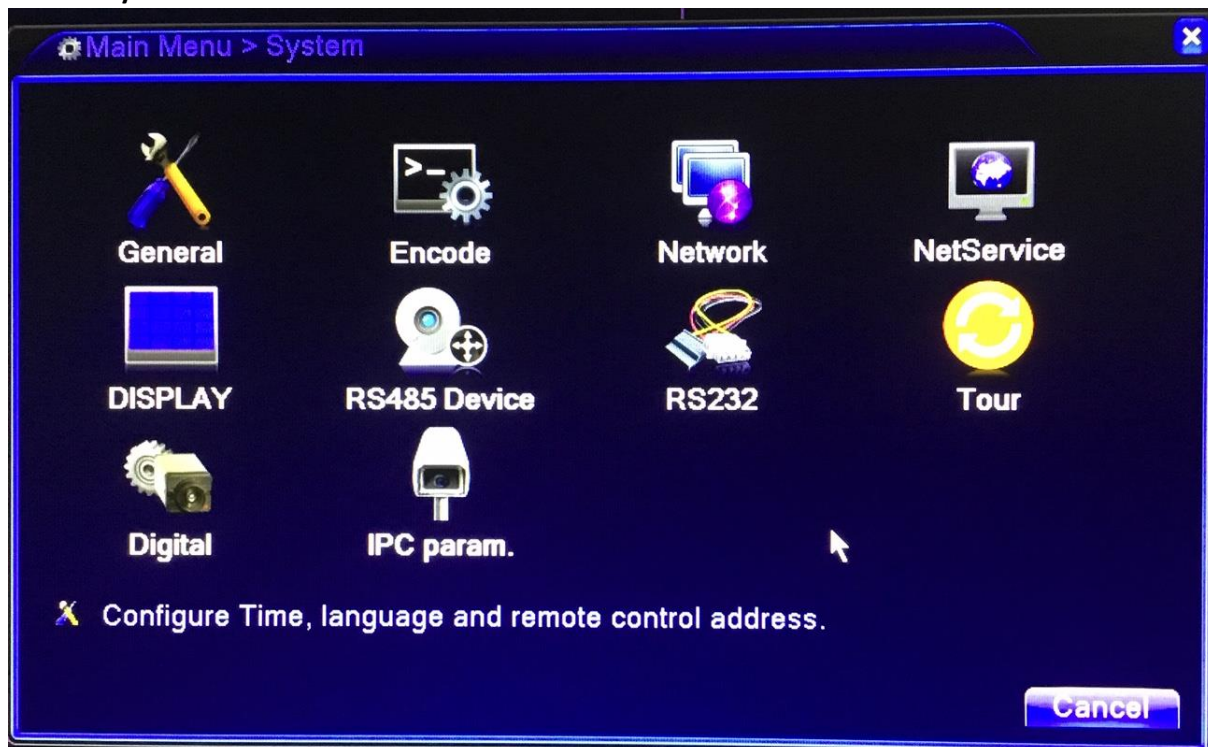 Main Menu > System
General Encode Network NetService
DISPLAY RS485 Device RS232 Tour
Digital IPC param.
Configure Time, language and remote control address.
Cancel